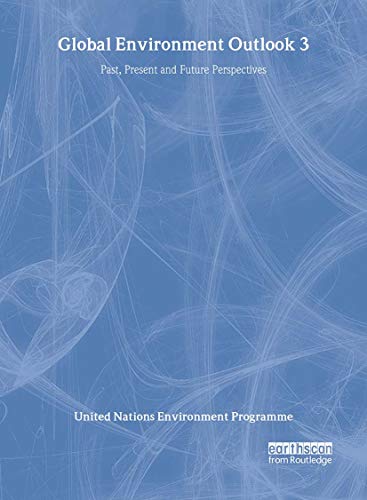 Global Environment Outlook 3
Past, Present and Future Perspectives
United Nations Environment Programme
earthscan
from Routledge